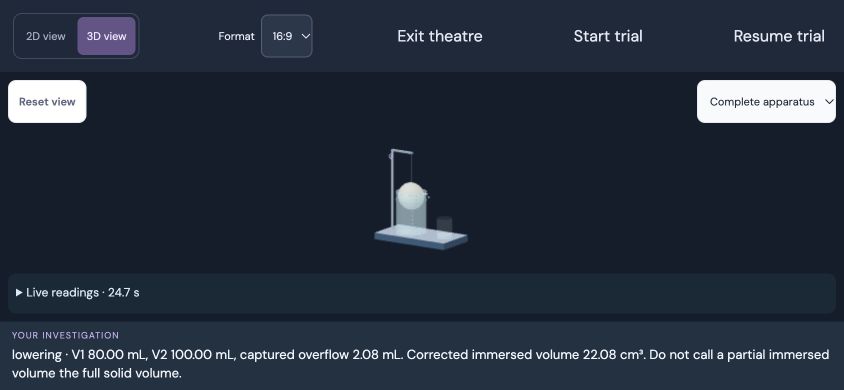 2D view
3D view
Format
16:9
Exit theatre
Start trial
Resume trial
Reset view
Complete apparatus
Live readings · 24.7 s
YOUR INVESTIGATION
lowering · V1 80.00 mL, V2 100.00 mL, captured overflow 2.08 mL. Corrected immersed volume 22.08 cm³. Do not call a partial immersed
volume the full solid volume.